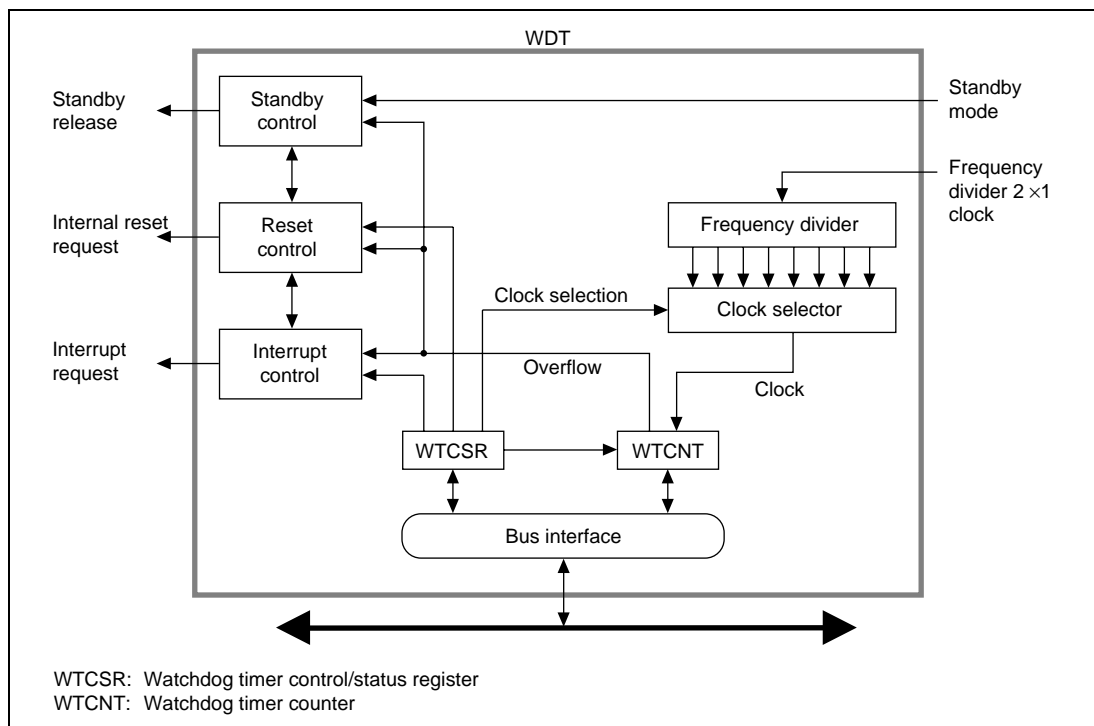 WDT
Standby
release
Standby
control
Standby
mode
Frequency
divider 2 ×1
clock
Internal reset
request
Reset
control
Frequency divider
Clock selection
Clock selector
Interrupt
request
Interrupt
control
Overflow
Clock
WTCSR
WTCNT
Bus interface
WTCSR: Watchdog timer control/status register
WTCNT: Watchdog timer counter